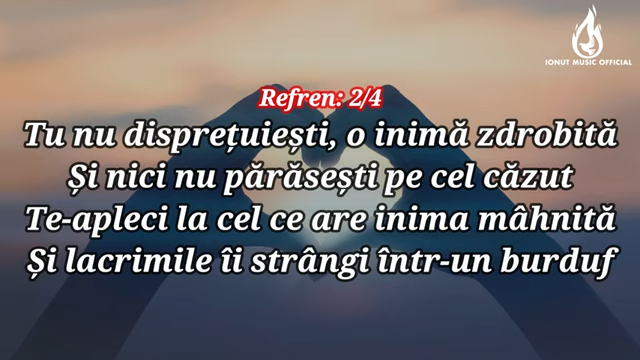 IONUT MUSIC OFFICIAL
Refren: 2/4
Tu nu disprețuiești, o inimă zdrobită
Și nici nu părăsești pe cel căzut
Te-apleci la cel ce are inima mâhnită
Și lacrimile îi strângi într-un burduf